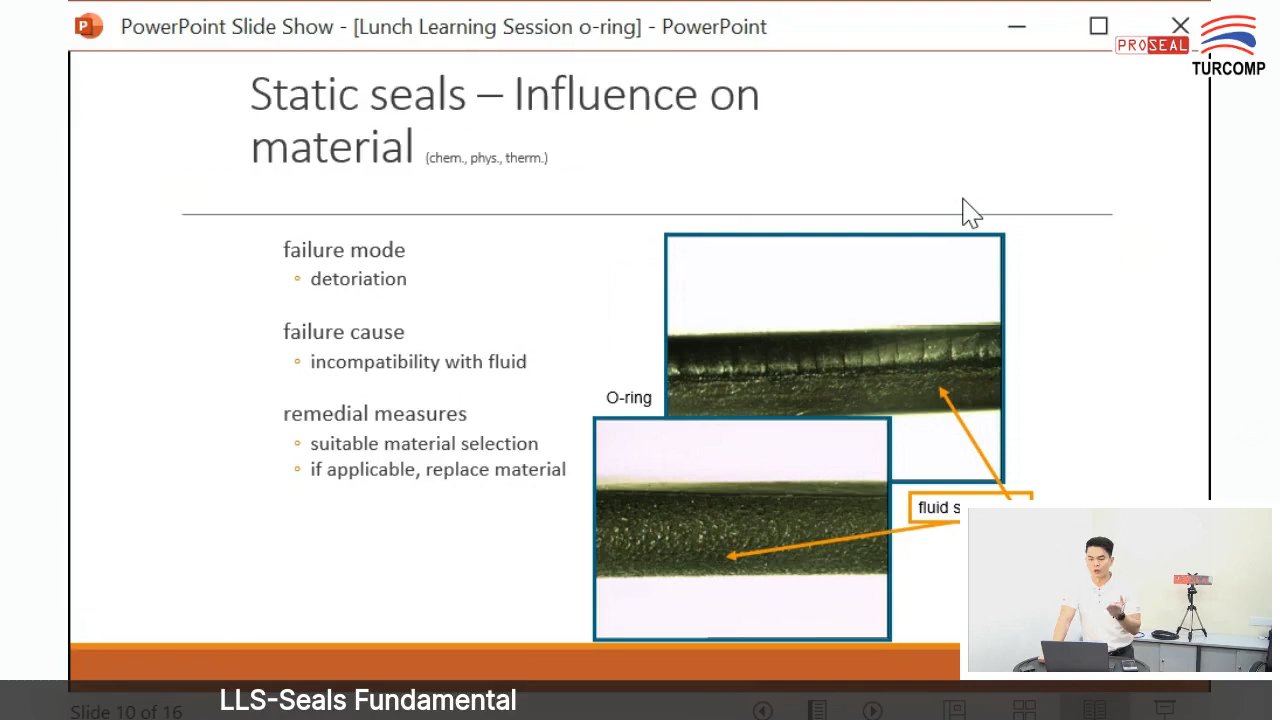 PowerPoint Slide Show - [Lunch Learning Session o-ring] - PowerPoint
PROSEAL
TURCOMP
Static seals – Influence on
material (chem., phys., therm.)
failure mode
detoriation
failure cause
incompatibility with fluid
remedial measures
suitable material selection
if applicable, replace material
O-ring
fluid s
LLS-Seals Fundamental
Slide 10 of 16